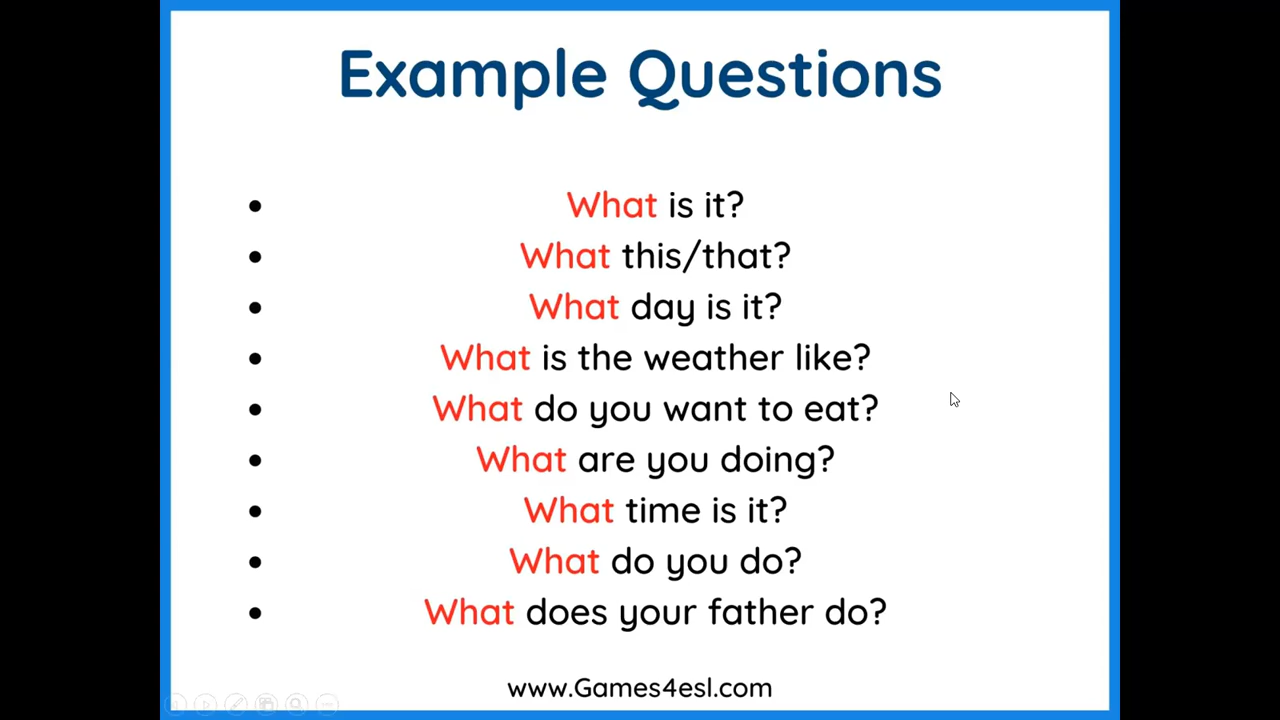 Example Questions
• What is it?
• What this/that?
• What day is it?
• What is the weather like?
• What do you want to eat?
• What are you doing?
• What time is it?
• What do you do?
• What does your father do?
www.Games4esl.com